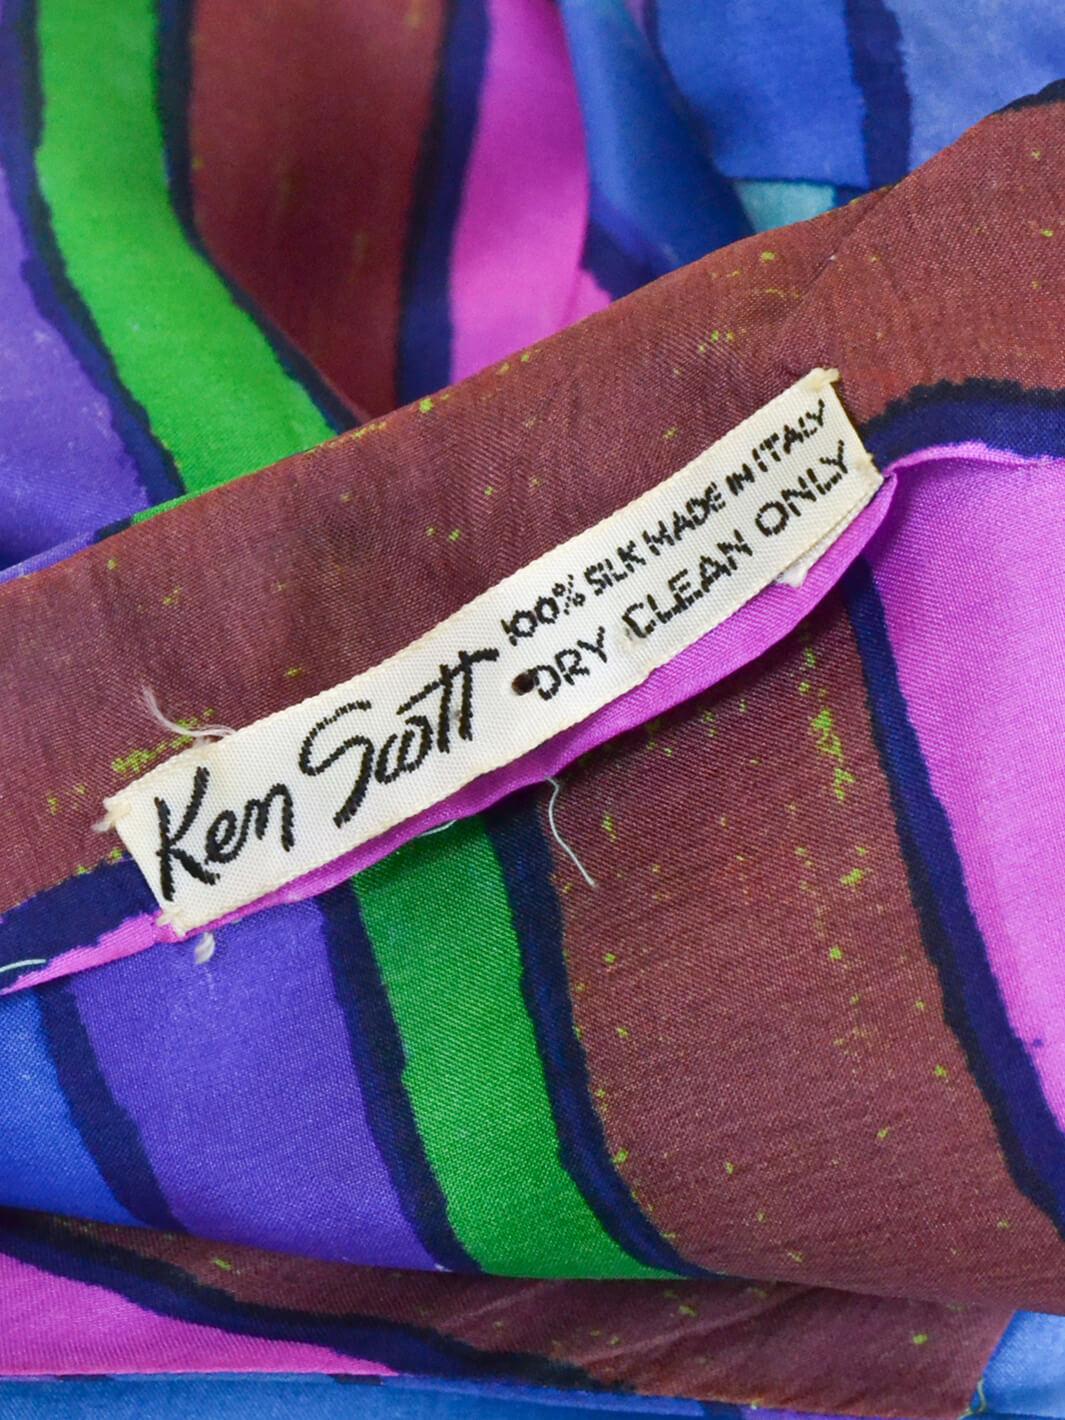 Ken Scott
100% SILK MADE IN ITALY
DRY CLEAN ONLY